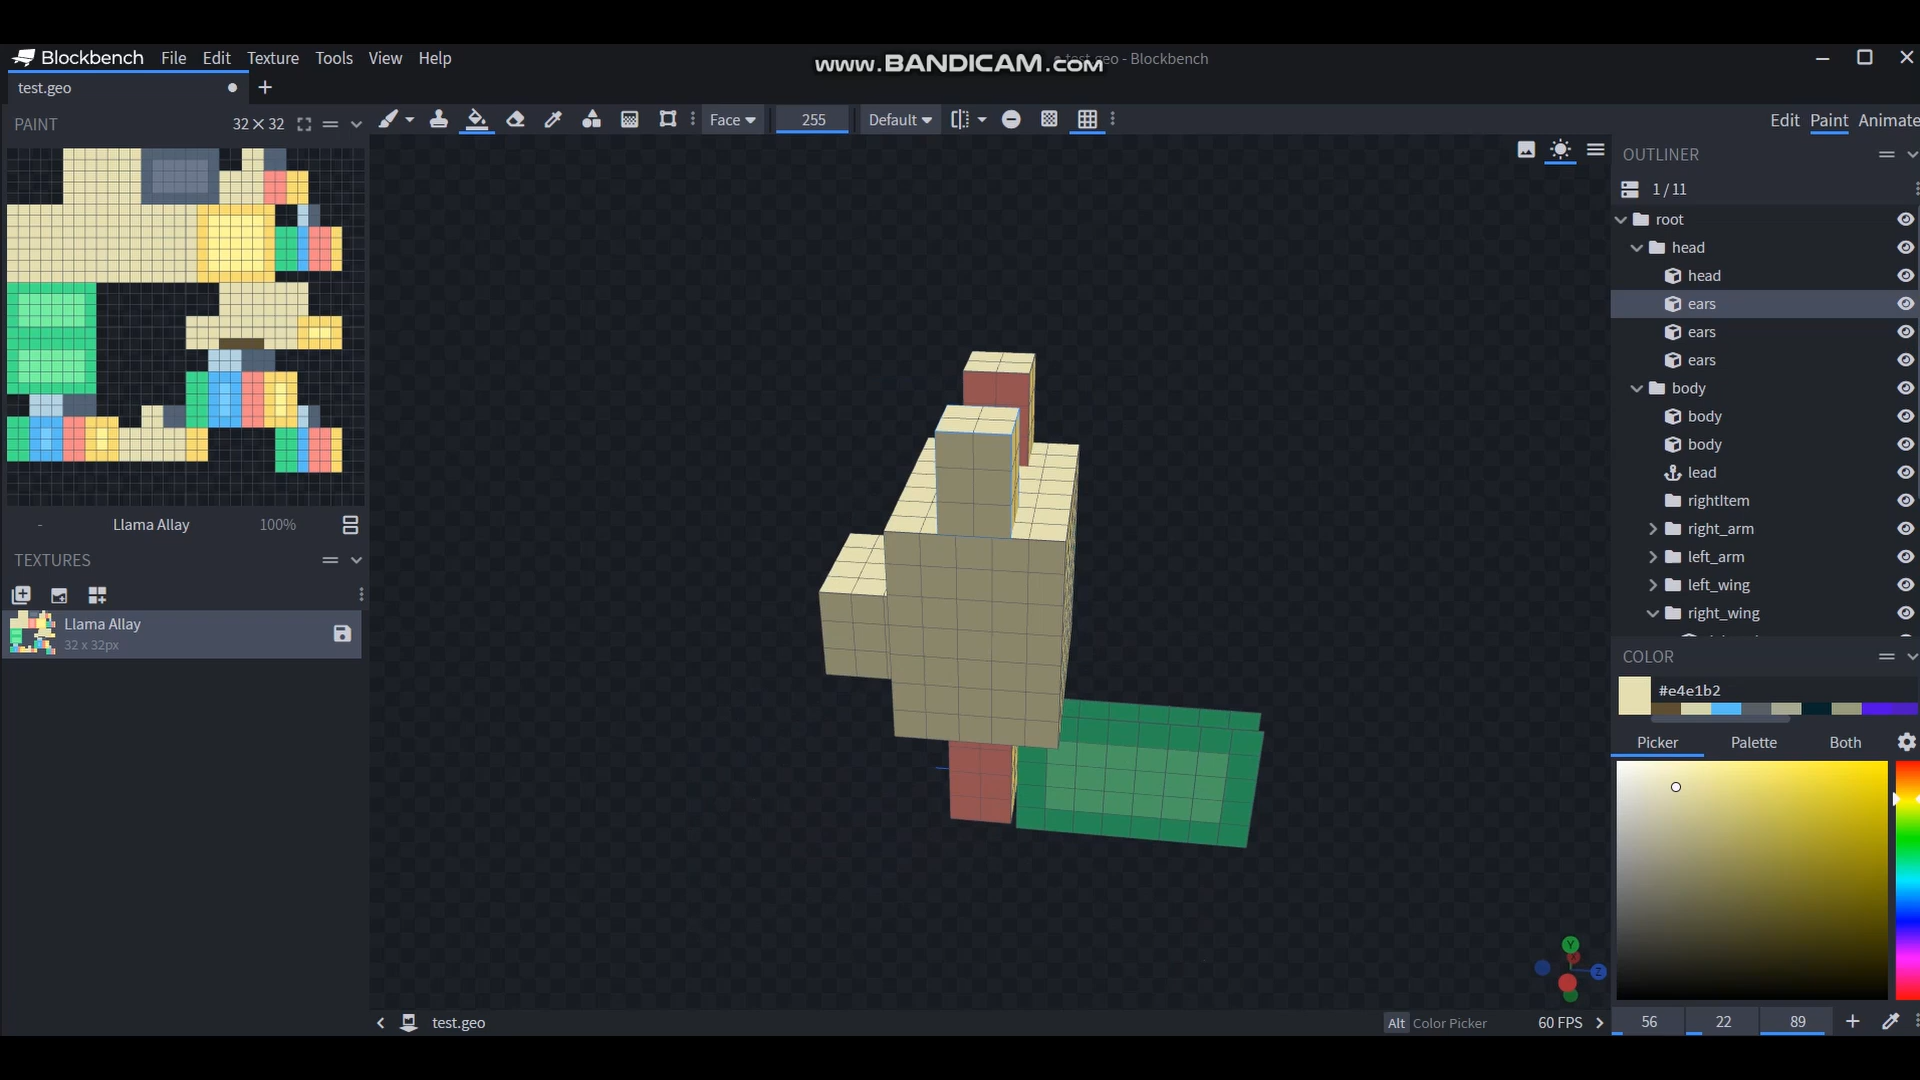 Blockbench File Edit Texture Tools View Help
www.BANDICAM.com
- Blockbench
test.geo
PAINT 32×32
Face 255 Default
Edit Paint Animate
OUTLINER
1 / 11
root
head
head
ears
ears
ears
body
body
body
lead
rightItem
right_arm
left_arm
left_wing
right_wing
- Llama Allay 100%
TEXTURES
Llama Allay
32 x 32px
COLOR
#e4e1b2
Picker Palette Both
Y
Z
test.geo
Alt Color Picker 60 FPS
56 22 89